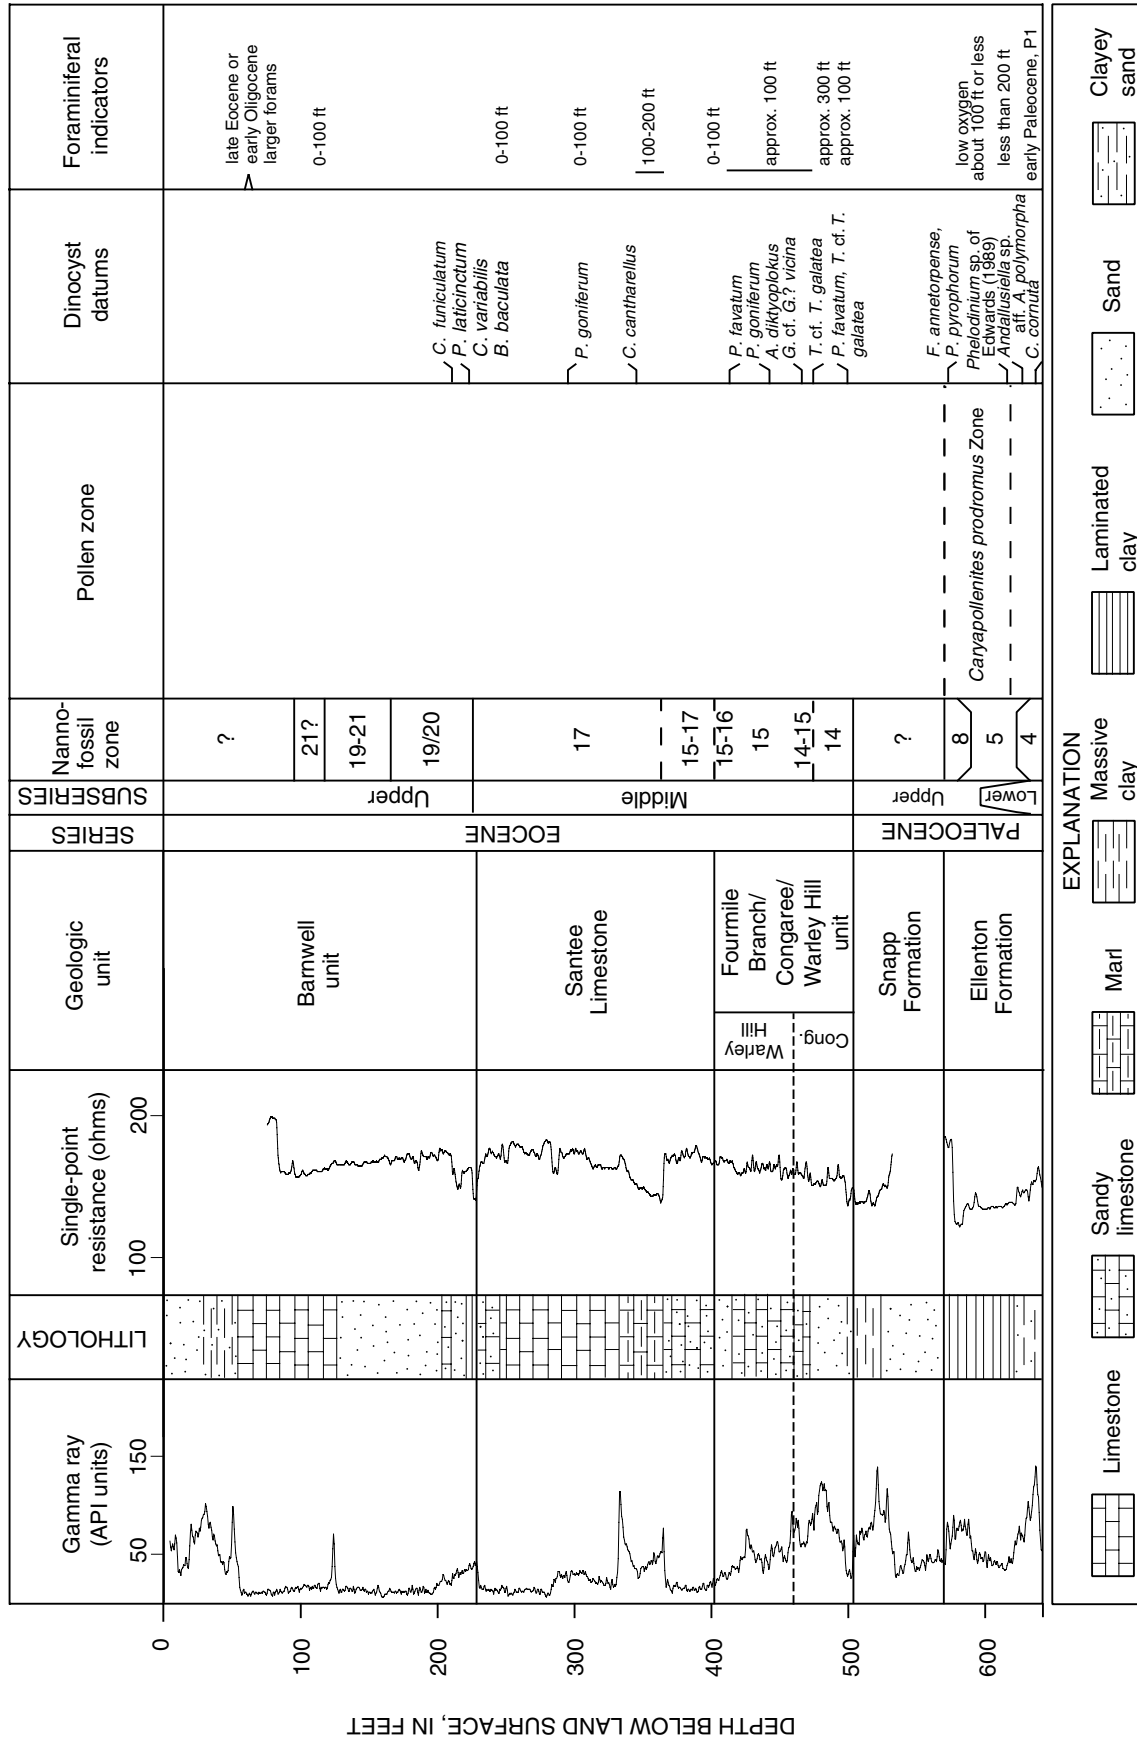 Gamma ray
(API units)
50
150
LITHOLOGY
Single-point
resistance (ohms)
100
200
Geologic
unit
SERIES
SUBSERIES
Nanno-
fossil
zone
Pollen zone
Dinocyst
datums
Foraminiferal
indicators
DEPTH BELOW LAND SURFACE, IN FEET
0
100
200
300
400
500
600
Barnwell
unit
Santee
Limestone
Fourmile
Branch/
Congaree/
Warley Hill
unit
Warley
Hill
Cong.
Snapp
Formation
Ellenton
Formation
EOCENE
PALEOCENE
Upper
Middle
Upper
Lower
?
21?
19-21
19/20
17
15-17
15-16
15
14-15
14
?
8
5
4
Caryapollenites prodromus Zone
C. funiculatum
P. laticinctum
C. variabilis
B. baculata
P. goniferum
C. cantharellus
P. favatum
P. goniferum
A. diktyoplokus
G. cf. G.? vicina
T. cf. T. galatea
P. favatum, T. cf. T.
galatea
F. annetorpense,
P. pyrophorum
Phelodinium sp. of
Edwards (1989)
Andallusiella sp.
aff. A. polymorpha
C. cornuta
late Eocene or
early Oligocene
larger forams
0-100 ft
0-100 ft
0-100 ft
100-200 ft
0-100 ft
approx. 100 ft
approx. 300 ft
approx. 100 ft
low oxygen
about 100 ft or less
less than 200 ft
early Paleocene, P1
EXPLANATION
Limestone
Sandy
limestone
Marl
Massive
clay
Laminated
clay
Sand
Clayey
sand